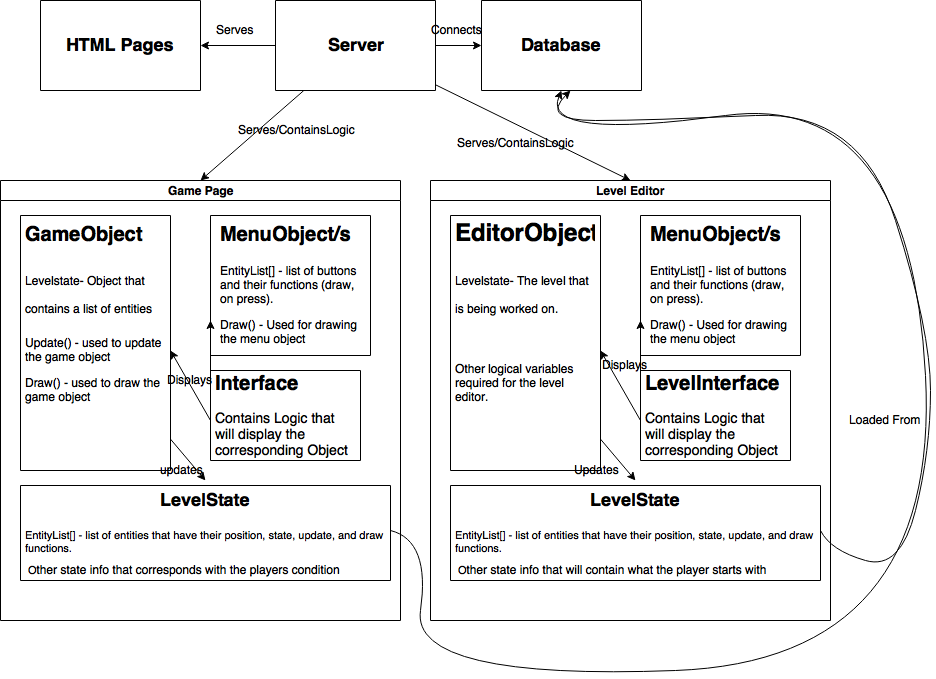 HTML Pages
Serves
Server
Connects
Database
Serves/ContainsLogic
Serves/ContainsLogic
Game Page
GameObject
Levelstate- Object that
contains a list of entities
Update() - used to update
the game object
Draw() - used to draw the
game object
MenuObject/s
EntityList[] - list of buttons
and their functions (draw,
on press).
Draw() - Used for drawing
the menu object
Displays
Interface
Contains Logic that
will display the
corresponding Object
updates
LevelState
EntityList[] - list of entities that have their position, state, update, and draw
functions.
Other state info that corresponds with the players condition
Level Editor
EditorObject
Levelstate- The level that
is being worked on.
Other logical variables
required for the level
editor.
MenuObject/s
EntityList[] - list of buttons
and their functions (draw,
on press).
Draw() - Used for drawing
the menu object
Displays
LevelInterface
Contains Logic that
will display the
corresponding Object
Updates
LevelState
EntityList[] - list of entities that have their position, state, update, and draw
functions.
Other state info that will contain what the player starts with
Loaded From